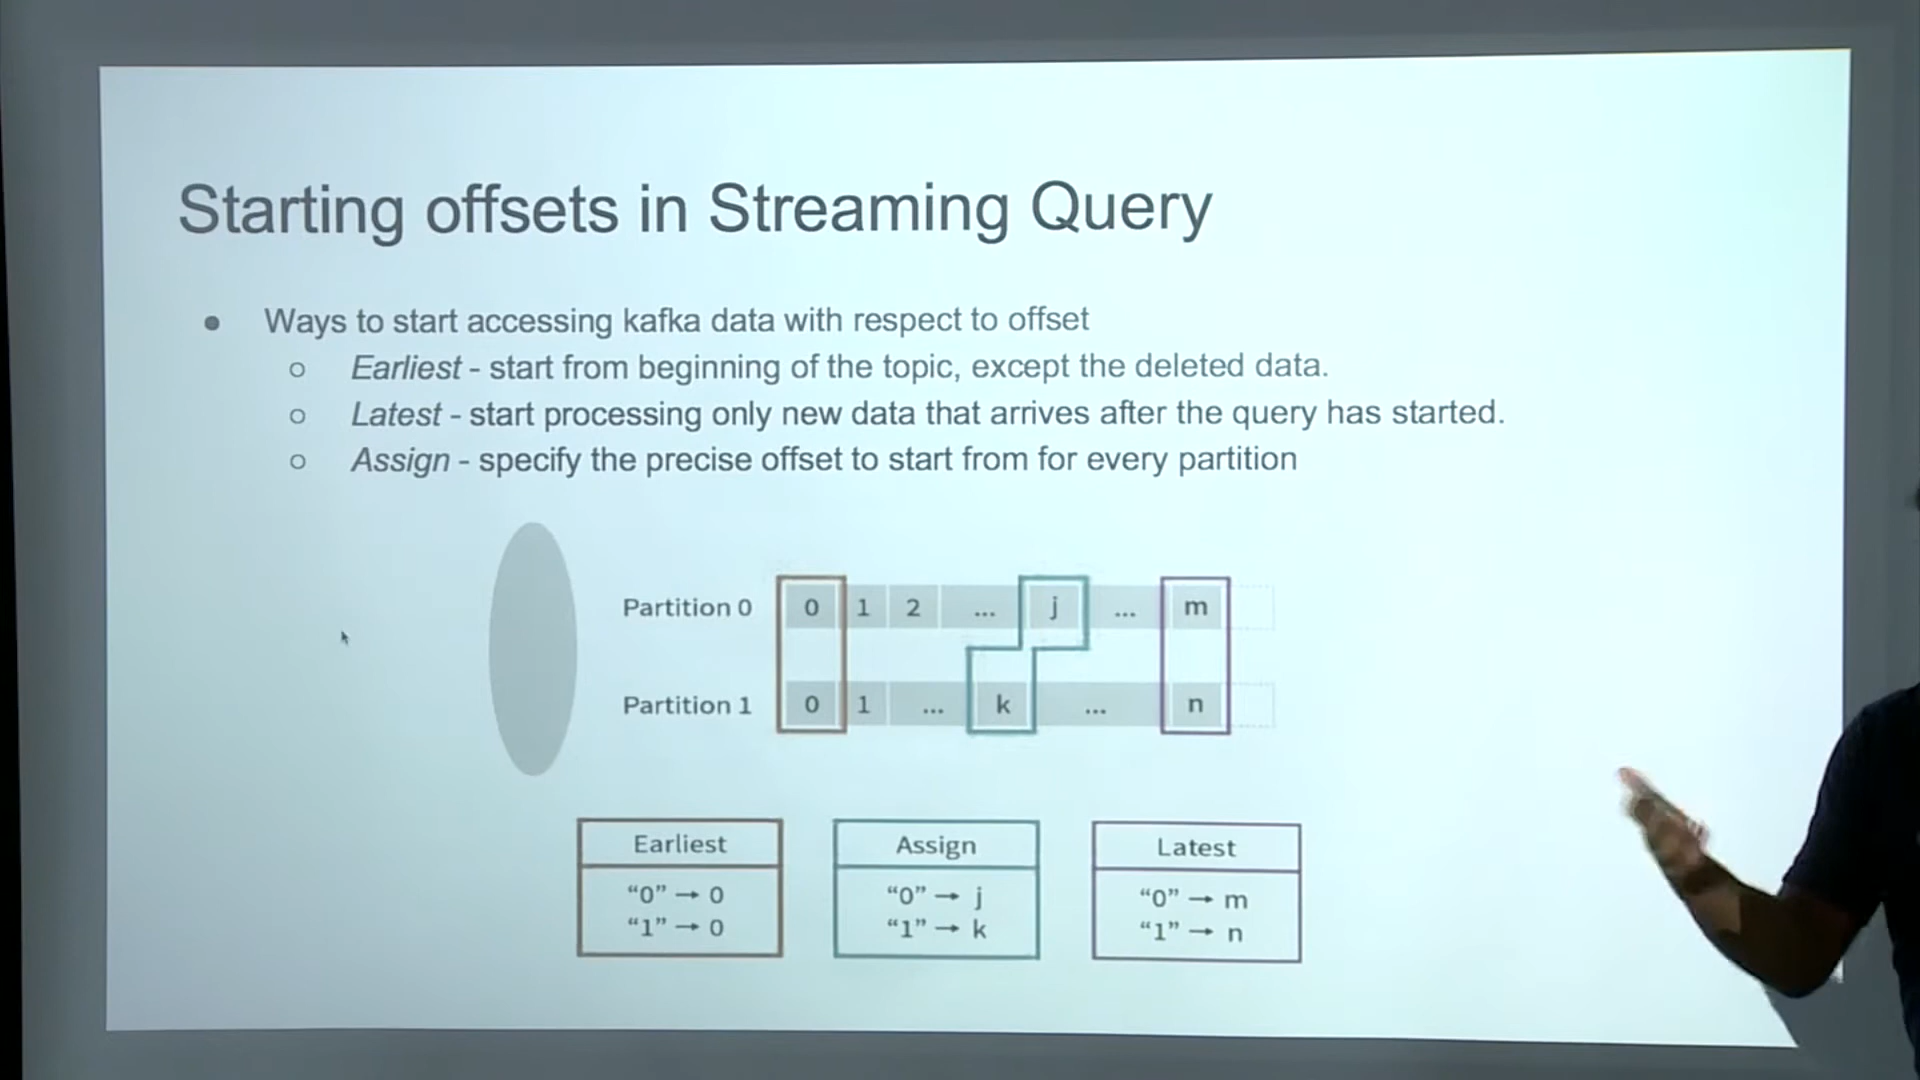 Starting offsets in Streaming Query
● Ways to start accessing kafka data with respect to offset
○ Earliest - start from beginning of the topic, except the deleted data.
○ Latest - start processing only new data that arrives after the query has started.
○ Assign - specify the precise offset to start from for every partition
Partition 0 0 1 2 ... j ... m
Partition 1 0 1 ... k ... n
Earliest
“0” → 0
“1” → 0
Assign
“0” → j
“1” → k
Latest
“0” → m
“1” → n